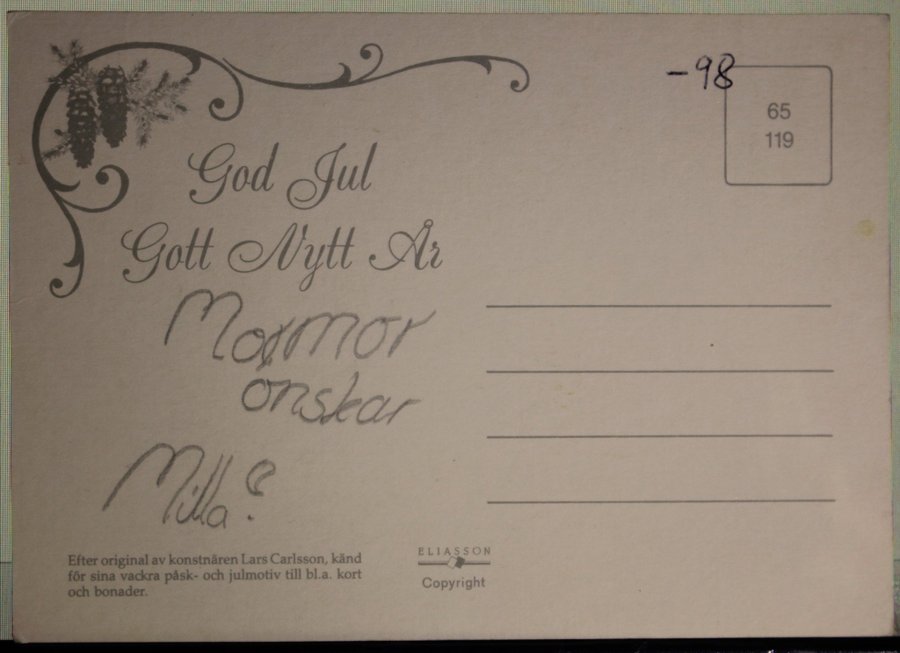 -98
65
119
God Jul
Gott Nytt År
Mormor
onskar
Milla?
Efter original av konstnären Lars Carlsson, känd
för sina vackra påsk- och julmotiv till bl.a. kort
och bonader.
ELIASSON
Copyright